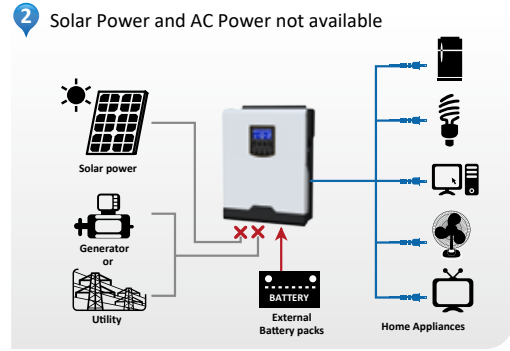 2 Solar Power and AC Power not available
Solar power
Generator
or
Utility
BATTERY
External
Battery packs
Home Appliances